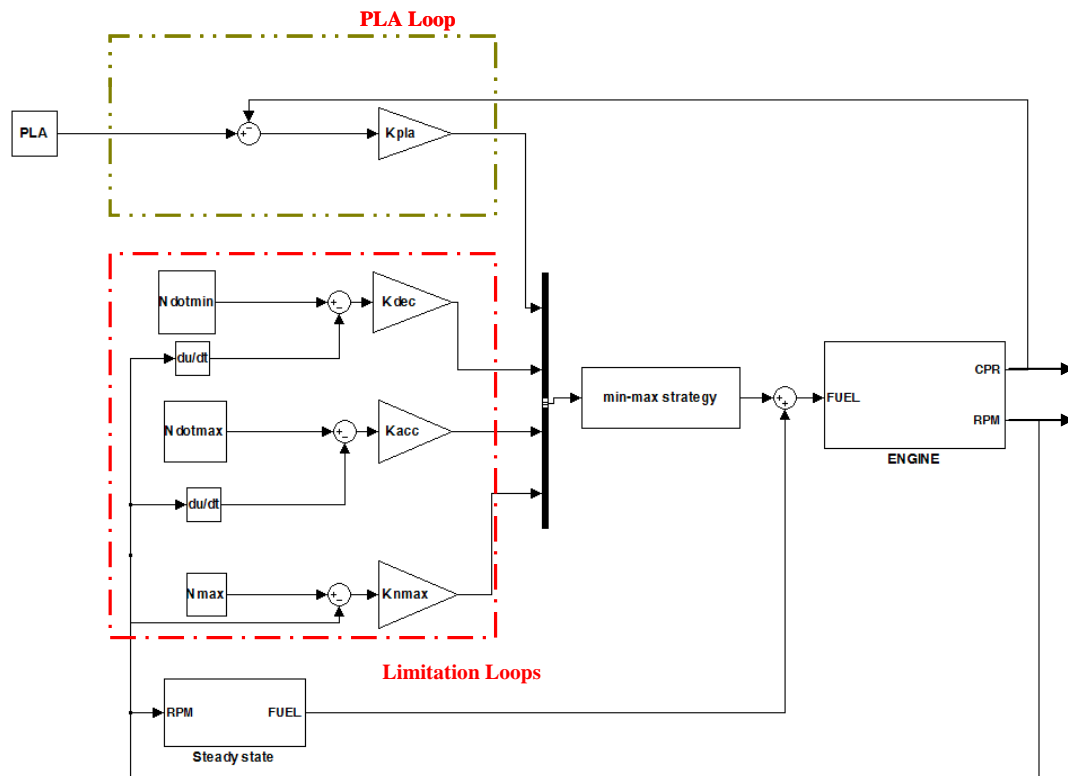 PLA Loop
PLA
Kpla
Ndotmin
Kdec
du/dt
Ndotmax
Kacc
du/dt
Nmax
Knmax
min-max strategy
FUEL
CPR
RPM
ENGINE
Limitation Loops
RPM
FUEL
Steady state